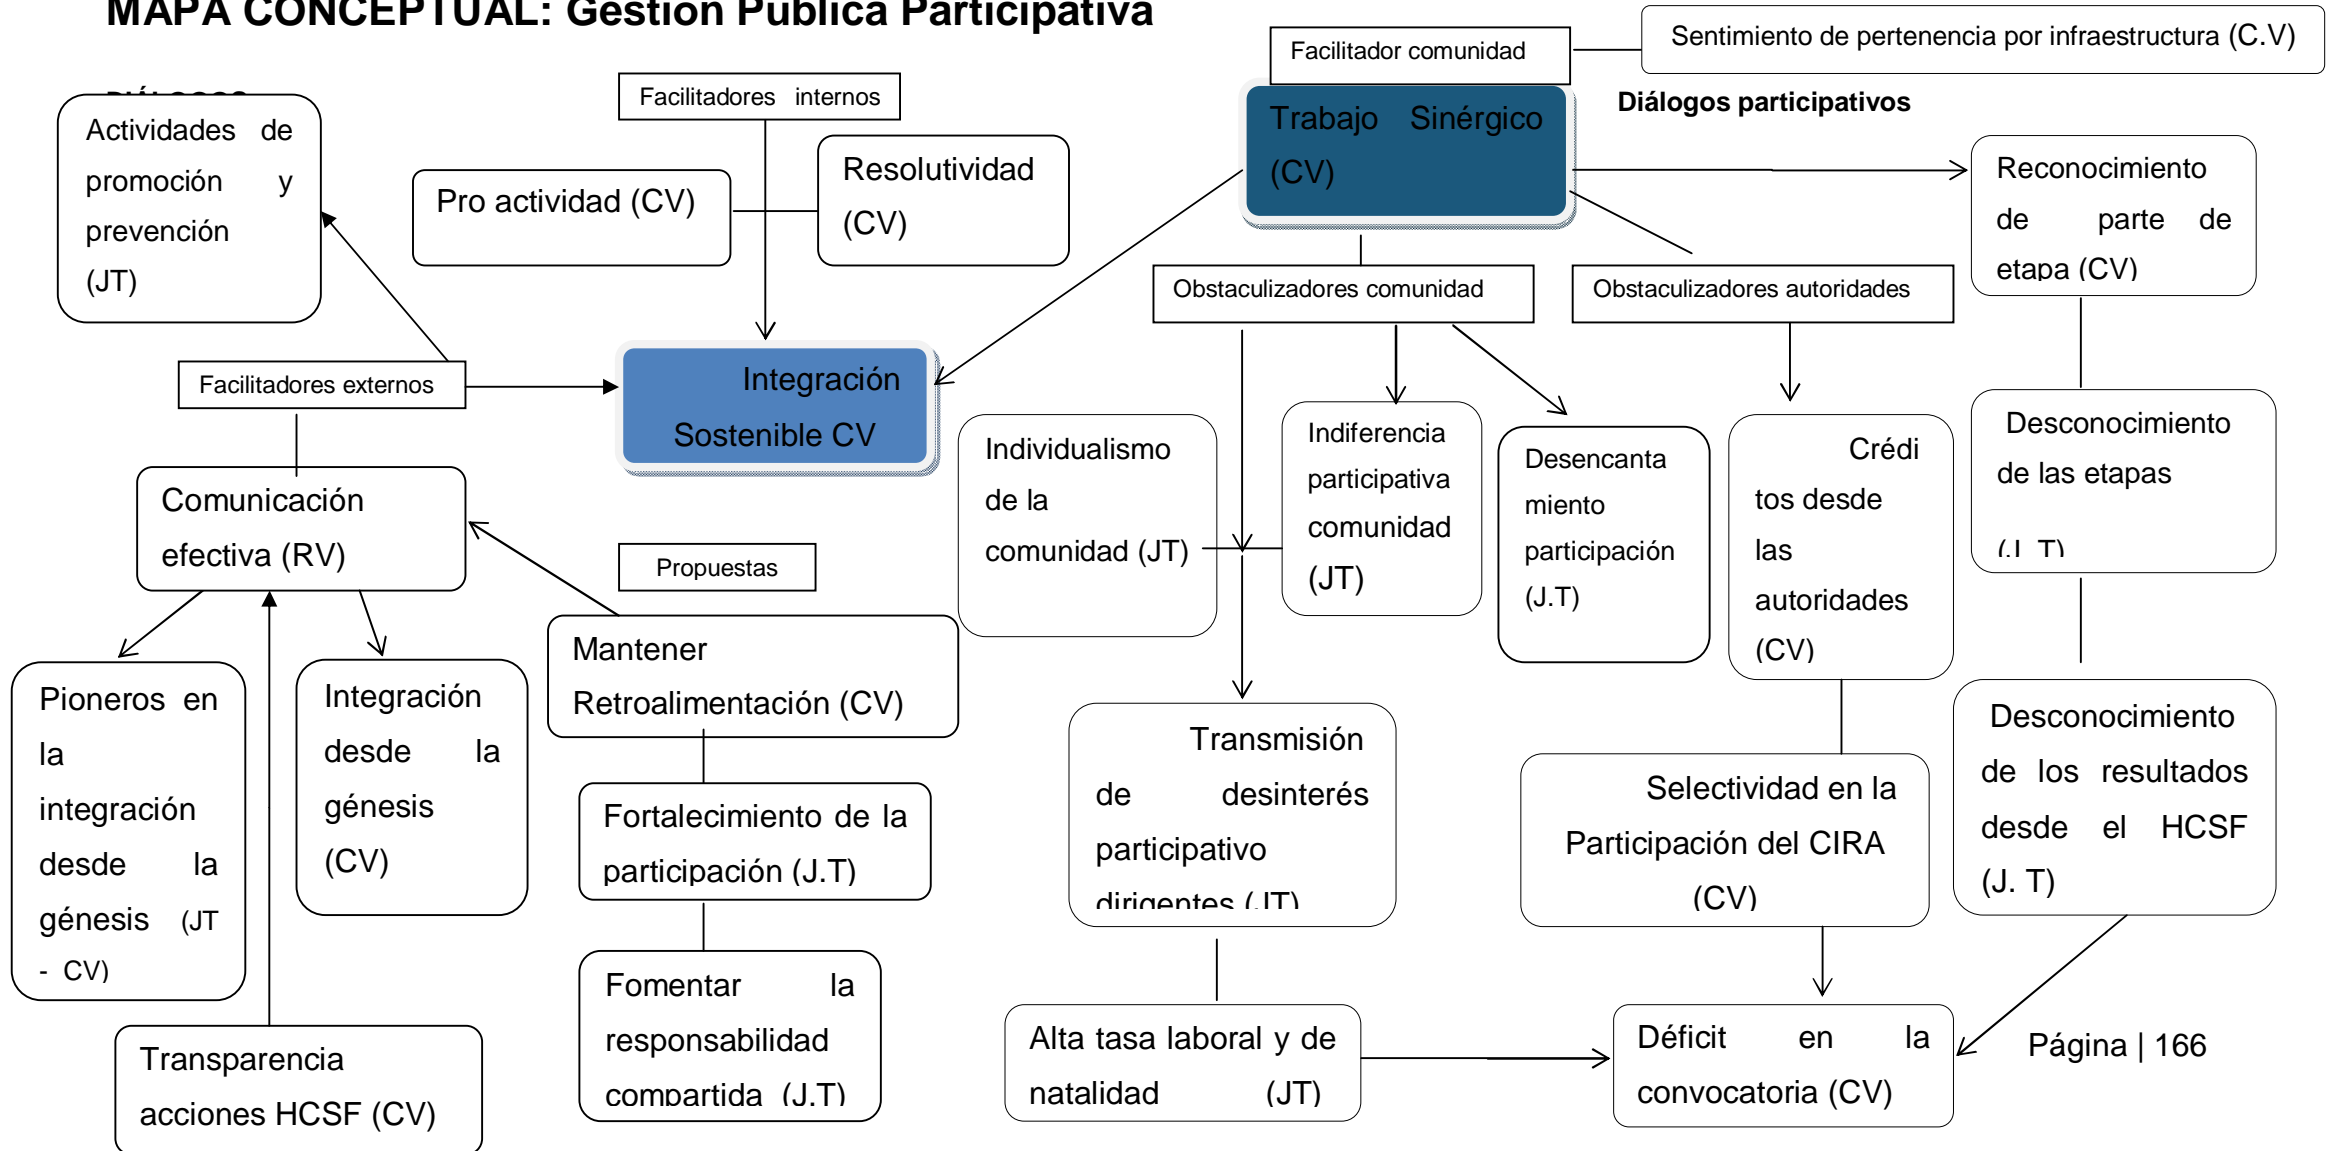 MAPA CONCEPTUAL: Gestión Pública Participativa
Facilitador comunidad
Sentimiento de pertenencia por infraestructura (C.V)
Facilitadores internos
Diálogos participativos
Actividades de
promoción y
prevención
(JT)
Pro actividad (CV)
Resolutividad
(CV)
Trabajo Sinérgico
(CV)
Reconocimiento
de parte de
etapa (CV)
Obstaculizadores comunidad
Obstaculizadores autoridades
Facilitadores externos
Integración
Sostenible CV
Individualismo
de la
comunidad (JT)
Indiferencia
participativa
comunidad
(JT)
Desencanta
miento
participación
(J.T)
Crédi
tos desde
las
autoridades
(CV)
Desconocimiento
de las etapas
(J. T)
Comunicación
efectiva (RV)
Propuestas
Mantener
Retroalimentación (CV)
Pioneros en
la
integración
desde la
génesis (JT
- CV)
Integración
desde la
génesis
(CV)
Fortalecimiento de la
participación (J.T)
Transmisión
de desinterés
participativo
dirigentes (JT)
Selectividad en la
Participación del CIRA
(CV)
Desconocimiento
de los resultados
desde el HCSF
(J. T)
Fomentar la
responsabilidad
compartida (J.T)
Transparencia
acciones HCSF (CV)
Alta tasa laboral y de
natalidad (JT)
Déficit en la
convocatoria (CV)
Página | 166